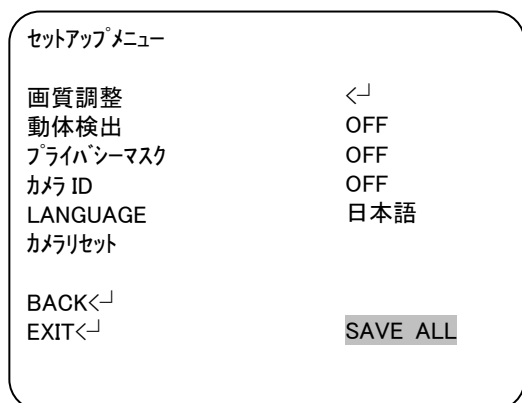 セットアップメニュー
画質調整 <┘
動体検出 OFF
プライバシーマスク OFF
カメラ ID OFF
LANGUAGE 日本語
カメラリセット
BACK<┘
EXIT<┘ SAVE ALL